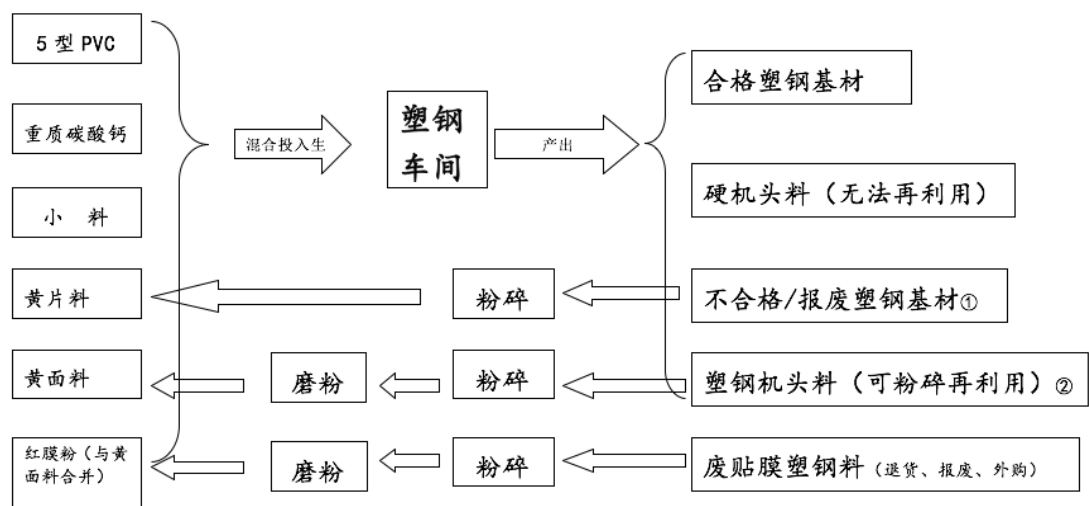 5 型 PVC
重质碳酸钙
小 料
黄片料
黄面料
红膜粉（与黄
面料合并）
混合投入生
塑钢
车间
产出
合格塑钢基材
硬机头料（无法再利用）
粉碎
不合格/报废塑钢基材①
磨粉
粉碎
塑钢机头料（可粉碎再利用）②
磨粉
粉碎
废贴膜塑钢料（退货、报废、外购）